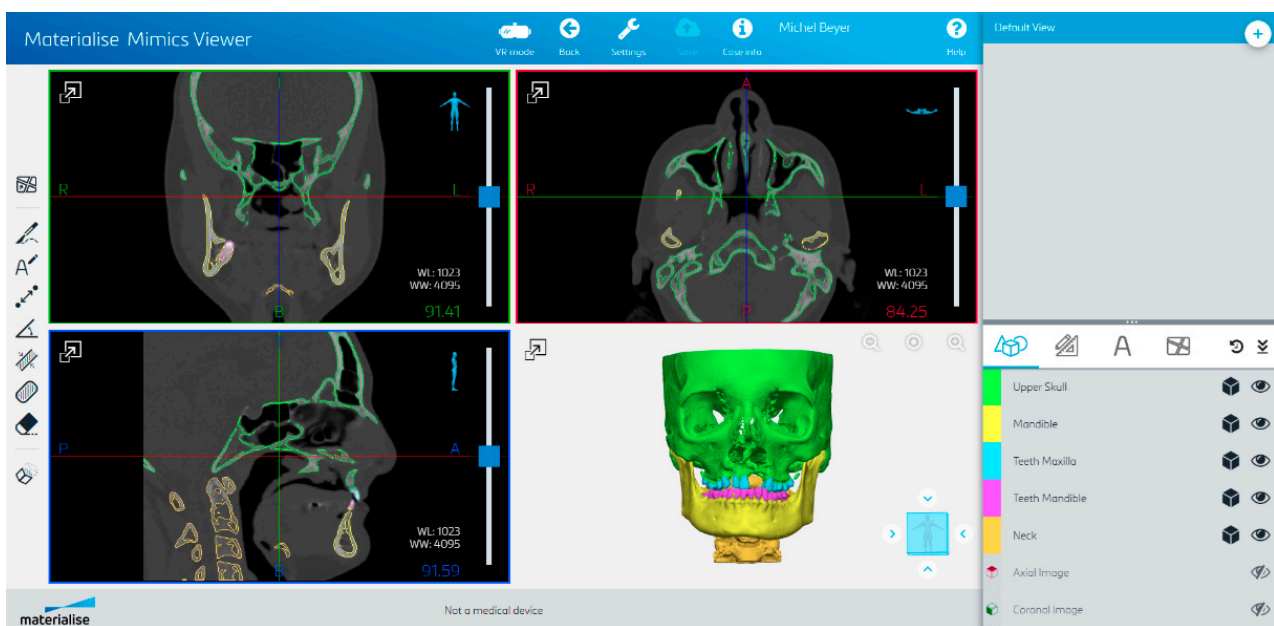 Materialise Mimics Viewer
VR mode
Back
Settings
Save
Case info
Michel Beyer
Help
Default View
I
R
L
WL: 1023
WW: 4095
B
91.41
A
R
L
WL: 1023
WW: 4095
P
84.25
P
A
WL: 1023
WW: 4095
B
91.59
A
Upper Skull
Mandible
Teeth Maxilla
Teeth Mandible
Neck
Axial Image
Coronal Image
materialise
Not a medical device